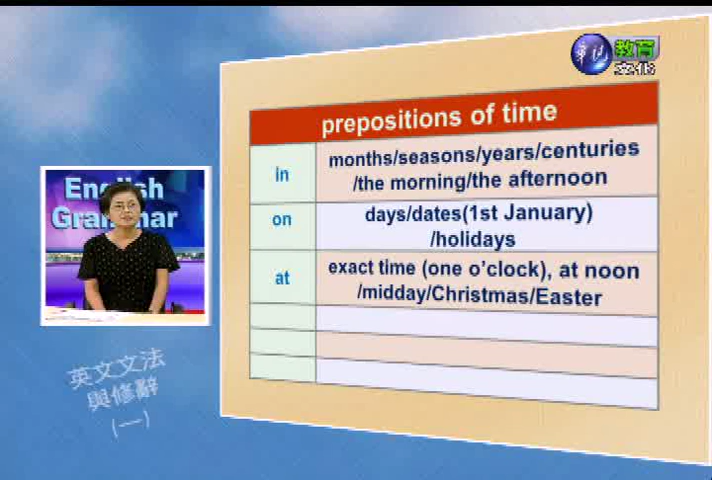 華視
教育
文化
prepositions of time
in
months/seasons/years/centuries
/the morning/the afternoon
on
days/dates(1st January)
/holidays
at
exact time (one o’clock), at noon
/midday/Christmas/Easter
English
Grammar
英文文法
與修辭
(一)